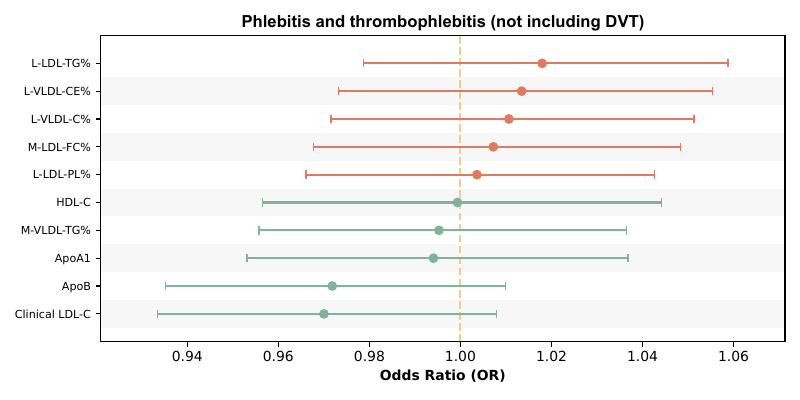 Phlebitis and thrombophlebitis (not including DVT)
L-LDL-TG%
L-VLDL-CE%
L-VLDL-C%
M-LDL-FC%
L-LDL-PL%
HDL-C
M-VLDL-TG%
ApoA1
ApoB
Clinical LDL-C
0.94 0.96 0.98 1.00 1.02 1.04 1.06
Odds Ratio (OR)